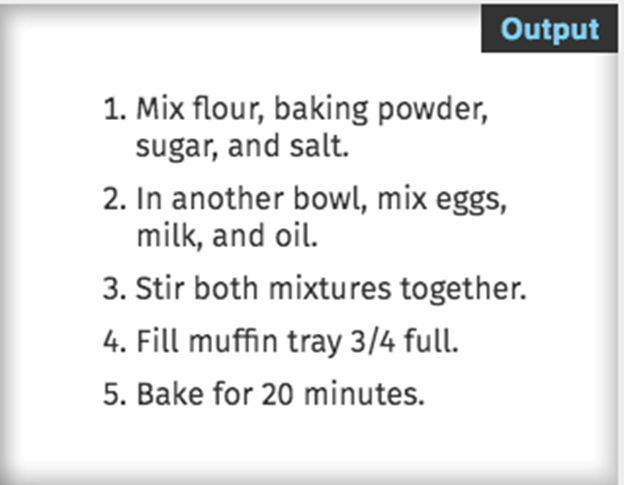 Output
1. Mix flour, baking powder,
sugar, and salt.
2. In another bowl, mix eggs,
milk, and oil.
3. Stir both mixtures together.
4. Fill muffin tray 3/4 full.
5. Bake for 20 minutes.